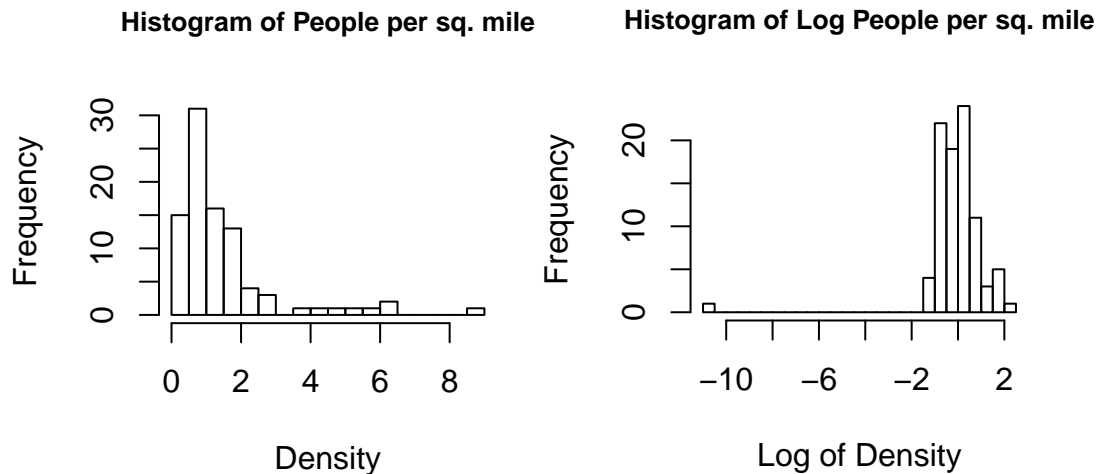 Histogram of People per sq. mile
Frequency
0 10 20 30
0 2 4 6 8
Density
Histogram of Log People per sq. mile
Frequency
0 10 20
−10 −6 −2 2
Log of Density